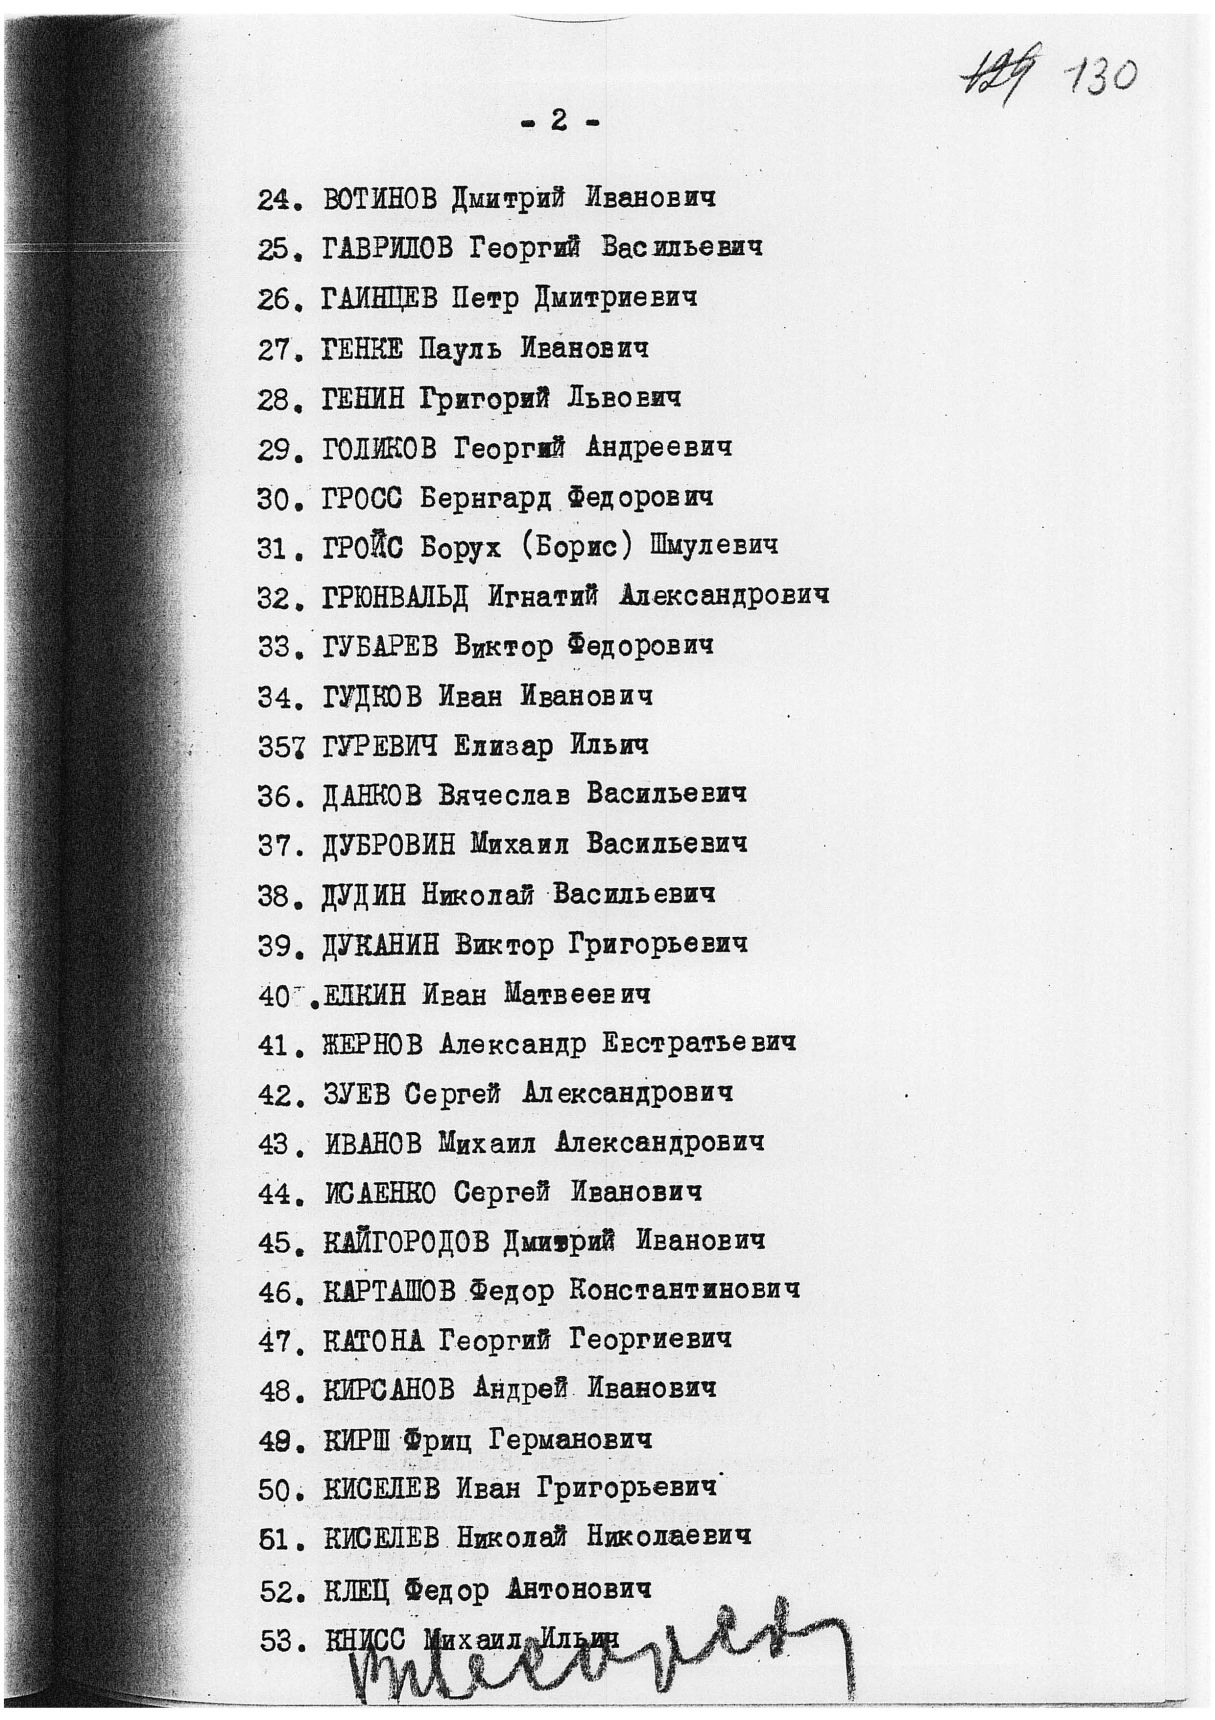 129 130
- 2 -
24. ВОТИНОВ Дмитрий Иванович
25. ГАВРИЛОВ Георгий Васильевич
26. ГАИНЦЕВ Петр Дмитриевич
27. ГЕНКЕ Пауль Иванович
28. ГЕНИН Григорий Львович
29. ГОЛИКОВ Георгий Андреевич
30. ГРОСС Бернгард Федорович
31. ГРОЙС Борух (Борис) Шмулевич
32. ГРЮНВАЛЬД Игнатий Александрович
33. ГУБАРЕВ Виктор Федорович
34. ГУДКОВ Иван Иванович
357 ГУРЕВИЧ Елизар Ильич
36. ДАНКОВ Вячеслав Васильевич
37. ДУБРОВИН Михаил Васильевич
38. ДУДИН Николай Васильевич
39. ДУКАНИН Виктор Григорьевич
40 .ЕЛКИН Иван Матвеевич
41. ЖЕРНОВ Александр Евстратьевич
42. ЗУЕВ Сергей Александрович
43. ИВАНОВ Михаил Александрович
44. ИСАЕНКО Сергей Иванович
45. КАЙГОРОДОВ Дмитрий Иванович
46. КАРТАШОВ Федор Константинович
47. КАТОНА Георгий Георгиевич
48. КИРСАНОВ Андрей Иванович
49. КИРШ Фриц Германович
50. КИСЕЛЕВ Иван Григорьевич
51. КИСЕЛЕВ Николай Николаевич
52. КЛЕЦ Федор Антонович
53. КНИСС Михаил Ильич